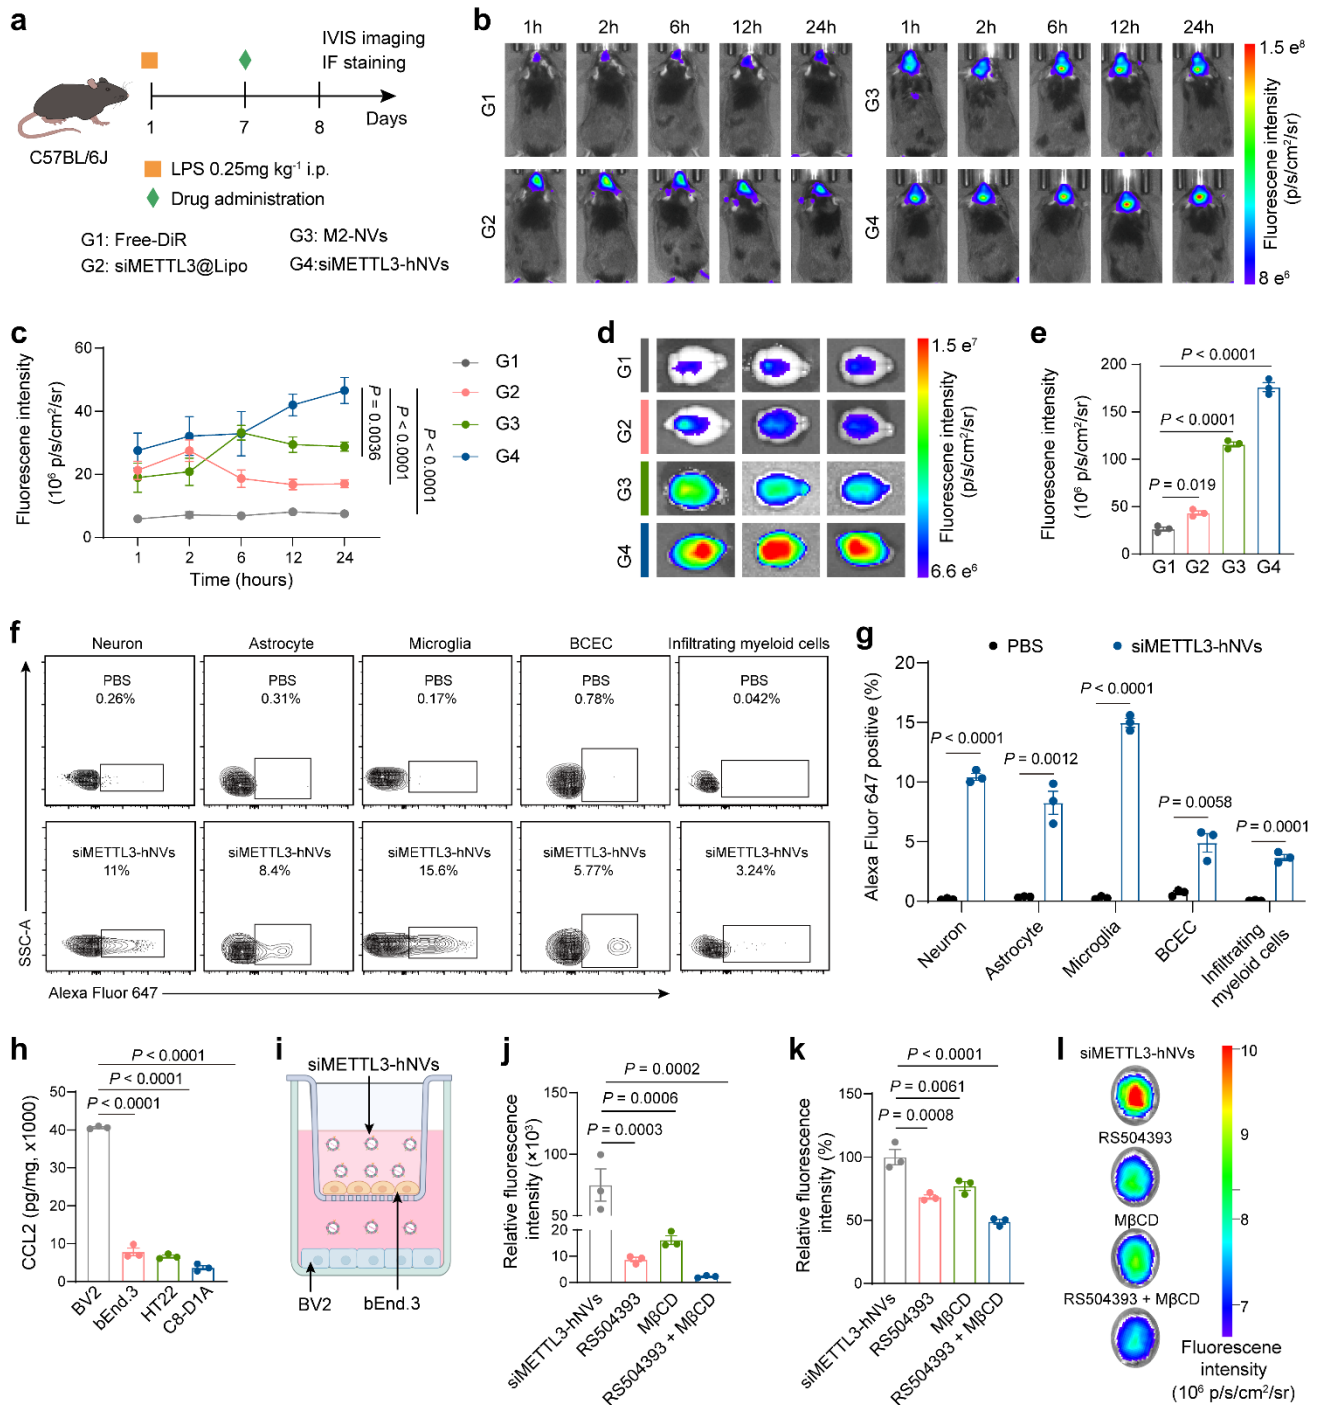 a
IVIS imaging
IF staining
1
7
8
Days
C57BL/6J
LPS 0.25mg kg⁻¹ i.p.
Drug administration
G1: Free-DiR
G3: M2-NVs
G2: siMETTL3@Lipo
G4:siMETTL3-hNVs
b
1h 2h 6h 12h 24h
1h 2h 6h 12h 24h
G1
G3
G2
G4
1.5 e⁸
Fluorescene intensity
(p/s/cm²/sr)
8 e⁶
c
Fluorescene intensity
(10⁶ p/s/cm²/sr)
60
40
20
0
1 2 6 12 24
Time (hours)
P = 0.0036
P < 0.0001
P < 0.0001
G1
G2
G3
G4
d
G1
G2
G3
G4
1.5 e⁷
Fluorescene intensity
(p/s/cm²/sr)
6.6 e⁶
e
Fluorescene intensity
(10⁶ p/s/cm²/sr)
200
150
100
50
0
P < 0.0001
P < 0.0001
P = 0.019
G1 G2 G3 G4
f
Neuron
Astrocyte
Microglia
BCEC
Infiltrating myeloid cells
PBS
0.26%
PBS
0.31%
PBS
0.17%
PBS
0.78%
PBS
0.042%
siMETTL3-hNVs
11%
siMETTL3-hNVs
8.4%
siMETTL3-hNVs
15.6%
siMETTL3-hNVs
5.77%
siMETTL3-hNVs
3.24%
SSC-A
Alexa Fluor 647
g
PBS
siMETTL3-hNVs
Alexa Fluor 647 positive (%)
20
15
10
5
0
P < 0.0001
P = 0.0012
P < 0.0001
P = 0.0058
P = 0.0001
Neuron
Astrocyte
Microglia
BCEC
Infiltrating
myeloid cells
h
P < 0.0001
P < 0.0001
P < 0.0001
CCL2 (pg/mg, x1000)
50
40
30
20
10
0
BV2
bEnd.3
HT22
C8-D1A
i
siMETTL3-hNVs
BV2
bEnd.3
j
P = 0.0002
P = 0.0006
P = 0.0003
Relative fluorescence
intensity (×10³)
100
50
20
10
0
siMETTL3-hNVs
RS504393
MβCD
RS504393 + MβCD
k
P < 0.0001
P = 0.0061
P = 0.0008
Relative fluorescence
intensity (%)
150
100
50
0
siMETTL3-hNVs
RS504393
MβCD
RS504393 + MβCD
l
siMETTL3-hNVs
RS504393
MβCD
RS504393 + MβCD
10
9
8
7
Fluorescene
intensity
(10⁶ p/s/cm²/sr)